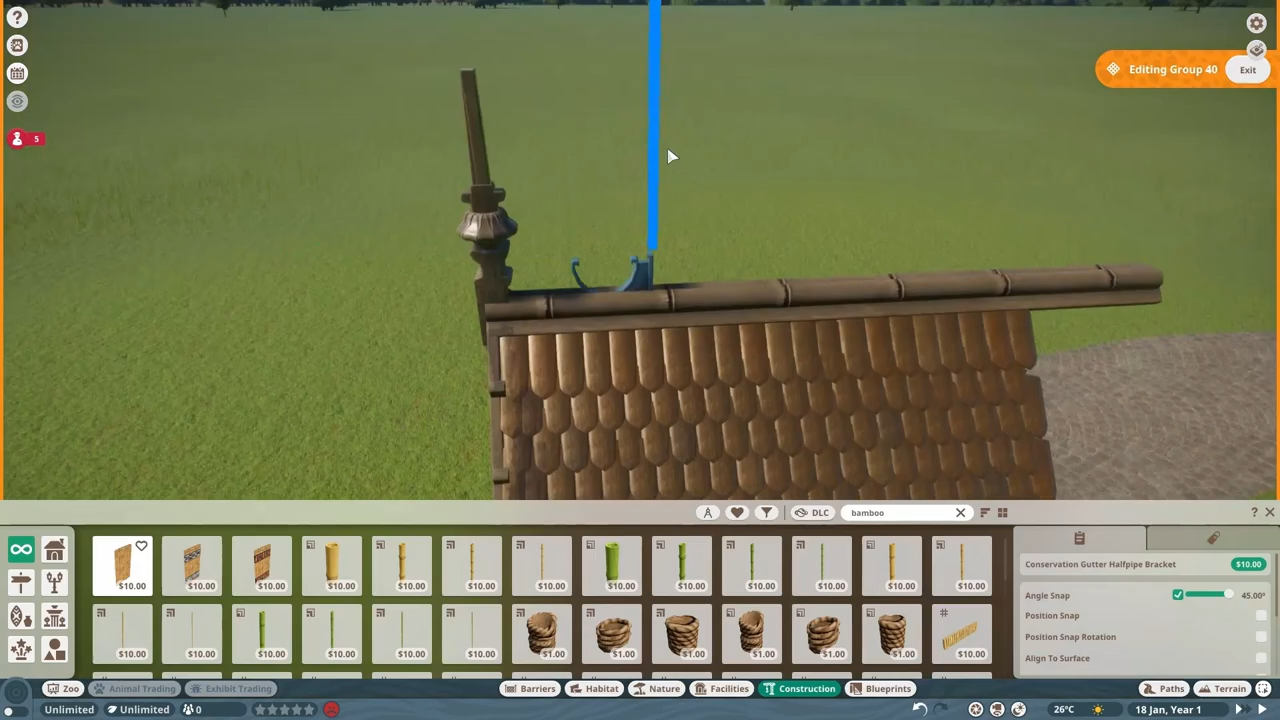 ?
Editing Group 40
Exit
5
DLC
bamboo
?
$10.00
$10.00
$10.00
$10.00
$10.00
$10.00
$10.00
$10.00
$10.00
$10.00
$10.00
$10.00
$10.00
Conservation Gutter Halfpipe Bracket
$10.00
Angle Snap
45.00°
Position Snap
Position Snap Rotation
Align To Surface
$10.00
$10.00
$10.00
$10.00
$10.00
$10.00
$1.00
$1.00
$1.00
$1.00
$1.00
$1.00
$10.00
Zoo
Animal Trading
Exhibit Trading
Barriers
Habitat
Nature
Facilities
Construction
Blueprints
Paths
Terrain
Unlimited
Unlimited
0
26°C
18 Jan, Year 1